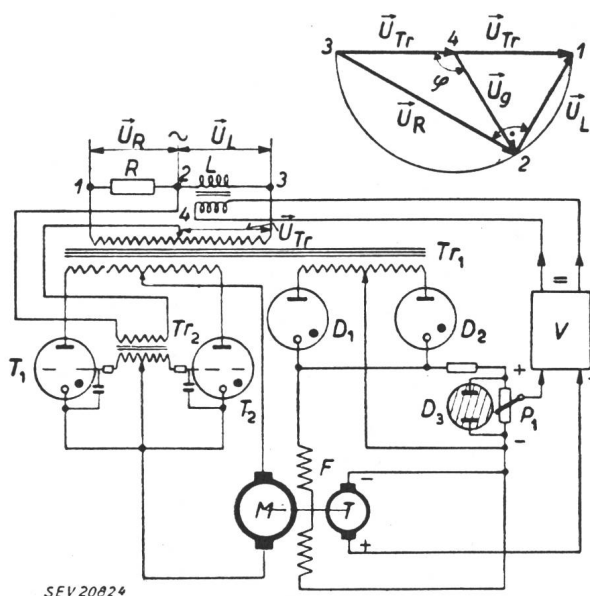 U_Tr U_Tr
3 4 1
φ
U_g
U_R U_L
2
U_R ~ U_L
R 2 L
1 3
4
U_Tr
Tr1
=
Tr2 D1 D2 V
T1 T2
+
D3 P1
-
F
-
M T
+
SEV 20824